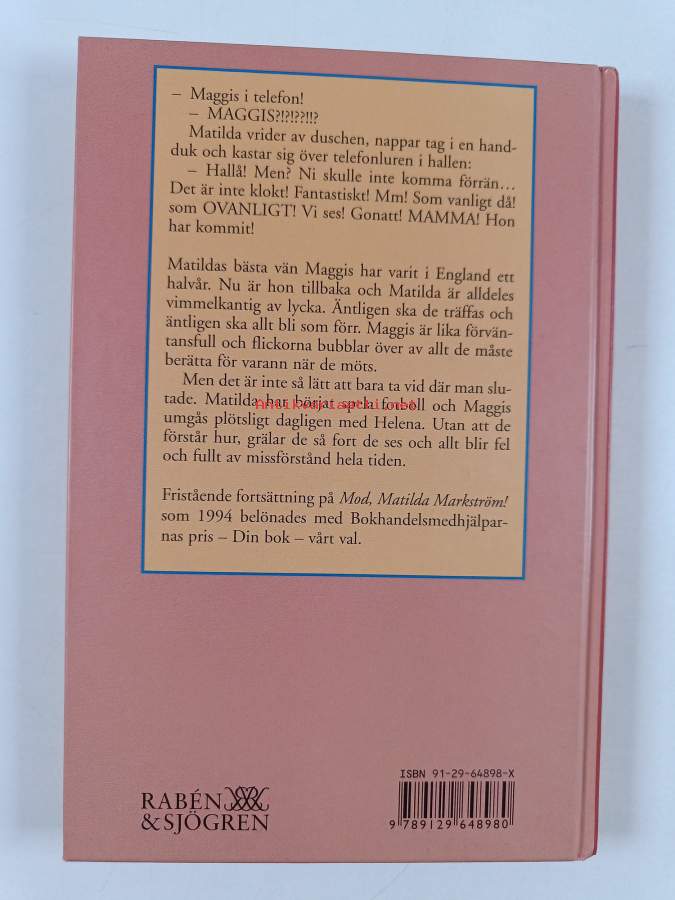 – Maggis i telefon!
– MAGGIS?!?!??!!?
Matilda vrider av duschen, nappar tag i en hand-
duk och kastar sig över telefonluren i hallen:
– Hallå! Men? Ni skulle inte komma förrän…
Det är inte klokt! Fantastiskt! Mm! Som vanligt då!
som OVANLIGT! Vi ses! Gonatt! MAMMA! Hon
har kommit!
Matildas bästa vän Maggis har varit i England ett
halvår. Nu är hon tillbaka och Matilda är alldeles
vimmelkantig av lycka. Äntligen ska de träffas och
äntligen ska allt bli som förr. Maggis är lika förvän-
tansfull och flickorna bubblar över av allt de måste
berätta för varann när de möts.
Men det är inte så lätt att bara ta vid där man slu-
tade. Matilda har börjat spela fotboll och Maggis
Antikvariaatti.net
umgås plötsligt dagligen med Helena. Utan att de
förstår hur, grälar de så fort de ses och allt blir fel
och fullt av missförstånd hela tiden.
Fristående fortsättning på Mod, Matilda Markström!
som 1994 belönades med Bokhandelsmedhjälpar-
nas pris – Din bok – vårt val.
ISBN 91-29-64898-X
9 789129 648980
RABÉN
&SJÖGREN